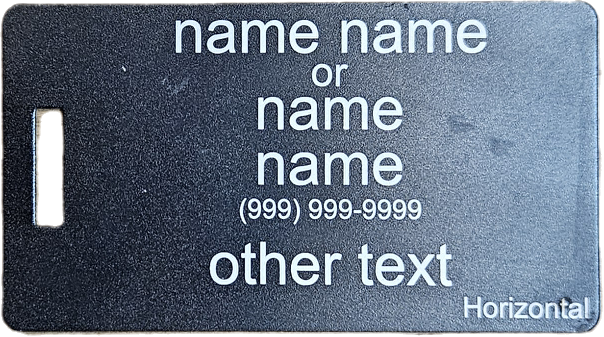 name name
or
name
name
(999) 999-9999
other text
Horizontal